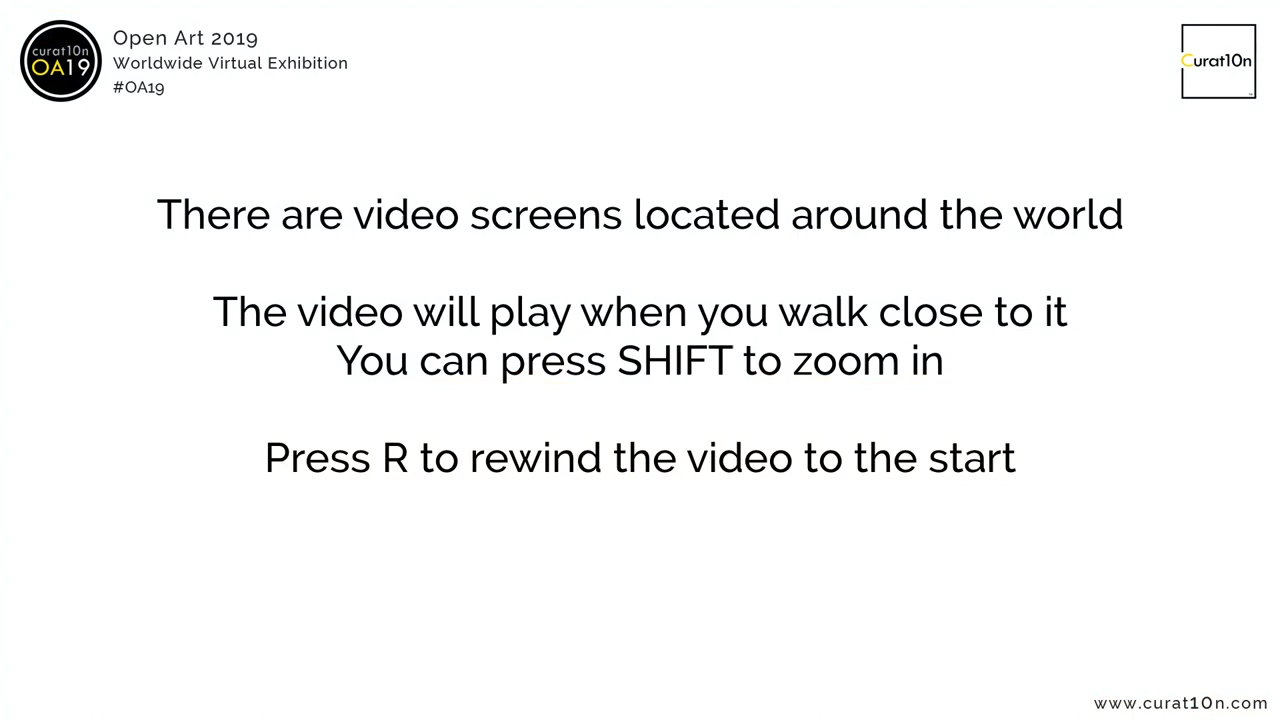 curat10n
OA19
Open Art 2019
Worldwide Virtual Exhibition
#OA19
Curat10n
There are video screens located around the world
The video will play when you walk close to it
You can press SHIFT to zoom in
Press R to rewind the video to the start
www.curat10n.com